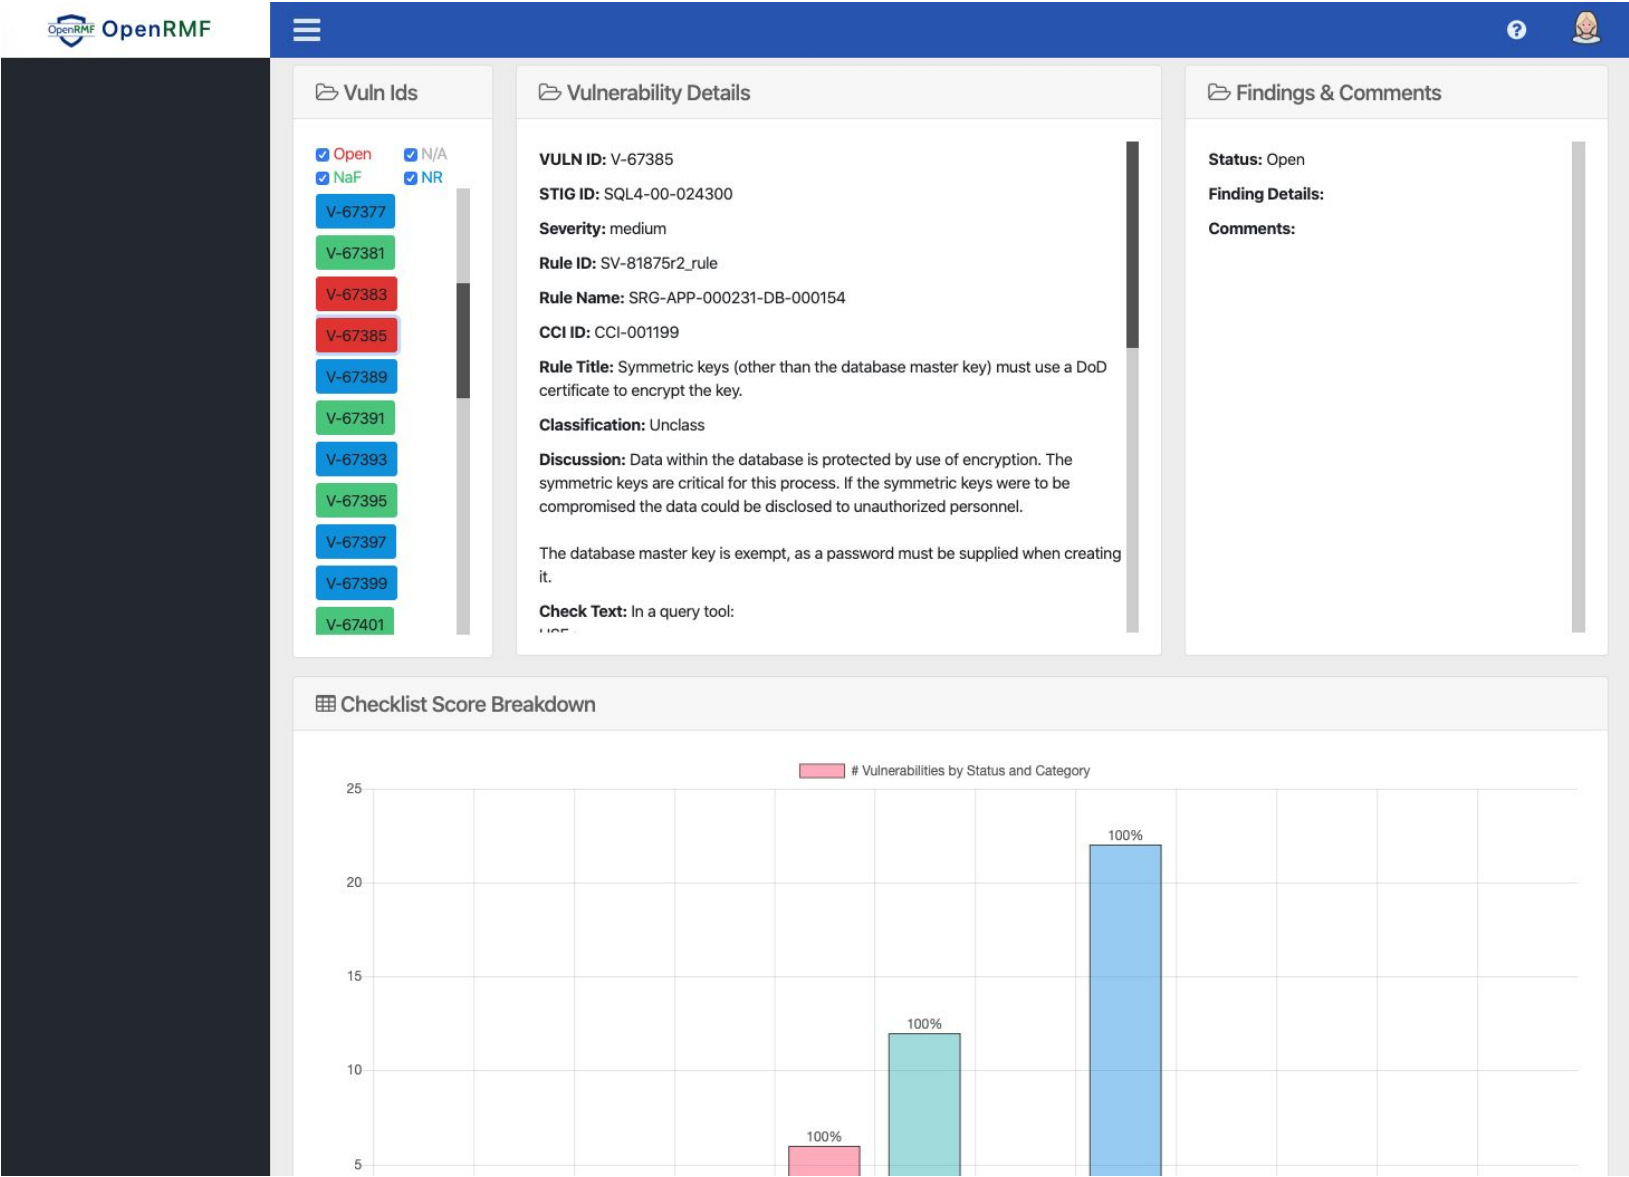 OpenRMF OpenRMF
?
Vuln Ids
Open N/A
NaF NR
V-67377
V-67381
V-67383
V-67385
V-67389
V-67391
V-67393
V-67395
V-67397
V-67399
V-67401
Vulnerability Details
VULN ID: V-67385
STIG ID: SQL4-00-024300
Severity: medium
Rule ID: SV-81875r2_rule
Rule Name: SRG-APP-000231-DB-000154
CCI ID: CCI-001199
Rule Title: Symmetric keys (other than the database master key) must use a DoD
certificate to encrypt the key.
Classification: Unclass
Discussion: Data within the database is protected by use of encryption. The
symmetric keys are critical for this process. If the symmetric keys were to be
compromised the data could be disclosed to unauthorized personnel.
The database master key is exempt, as a password must be supplied when creating
it.
Check Text: In a query tool:
Findings & Comments
Status: Open
Finding Details:
Comments:
Checklist Score Breakdown
# Vulnerabilities by Status and Category
25
20
15
10
5
100%
100%
100%